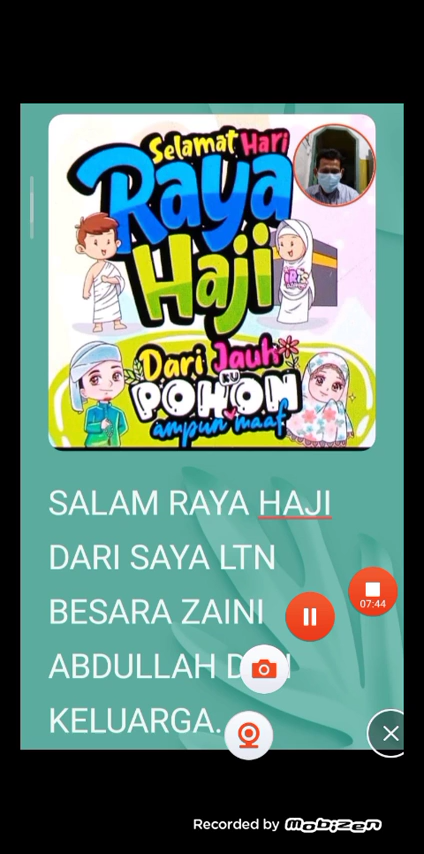 Selamat Hari
Raya
Haji
Dari Jauh
KU
POHON
ampun maaf
SALAM RAYA HAJI
DARI SAYA LTN
BESARA ZAINI
07:44
ABDULLAH
KELUARGA.
Recorded by mobizen